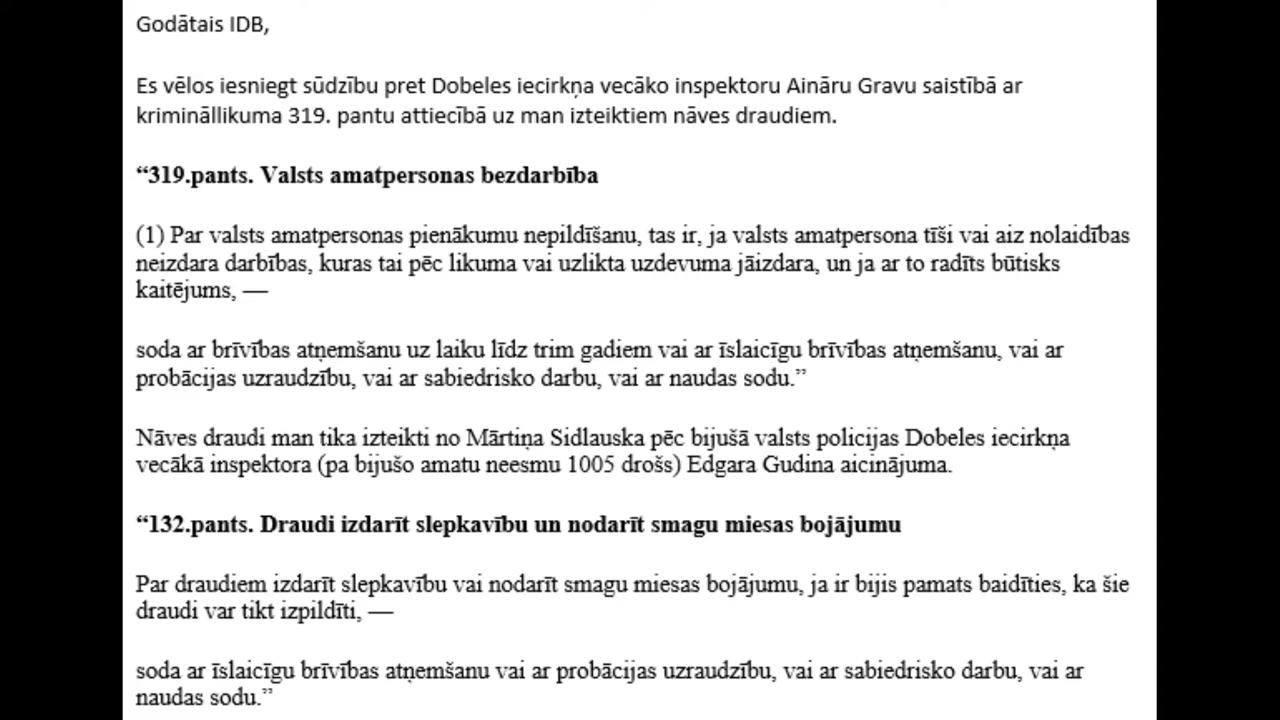 Godātais IDB,
Es vēlos iesniegt sūdzību pret Dobeles iecirkņa vecāko inspektoru Aināru Gravu saistībā ar
krimināllikuma 319. pantu attiecībā uz man izteiktiem nāves draudiem.
“319.pants. Valsts amatpersonas bezdarbība
(1) Par valsts amatpersonas pienākumu nepildīšanu, tas ir, ja valsts amatpersona tīši vai aiz nolaidības
neizdara darbības, kuras tai pēc likuma vai uzlikta uzdevuma jāizdara, un ja ar to radīts būtisks
kaitējums, —
soda ar brīvības atņemšanu uz laiku līdz trim gadiem vai ar īslaicīgu brīvības atņemšanu, vai ar
probācijas uzraudzību, vai ar sabiedrisko darbu, vai ar naudas sodu.”
Nāves draudi man tika izteikti no Mārtiņa Sidlauska pēc bijušā valsts policijas Dobeles iecirkņa
vecākā inspektora (pa bijušo amatu neesmu 1005 drošs) Edgara Gudina aicinājuma.
“132.pants. Draudi izdarīt slepkavību un nodarīt smagu miesas bojājumu
Par draudiem izdarīt slepkavību vai nodarīt smagu miesas bojājumu, ja ir bijis pamats baidīties, ka šie
draudi var tikt izpildīti, —
soda ar īslaicīgu brīvības atņemšanu vai ar probācijas uzraudzību, vai ar sabiedrisko darbu, vai ar
naudas sodu.”